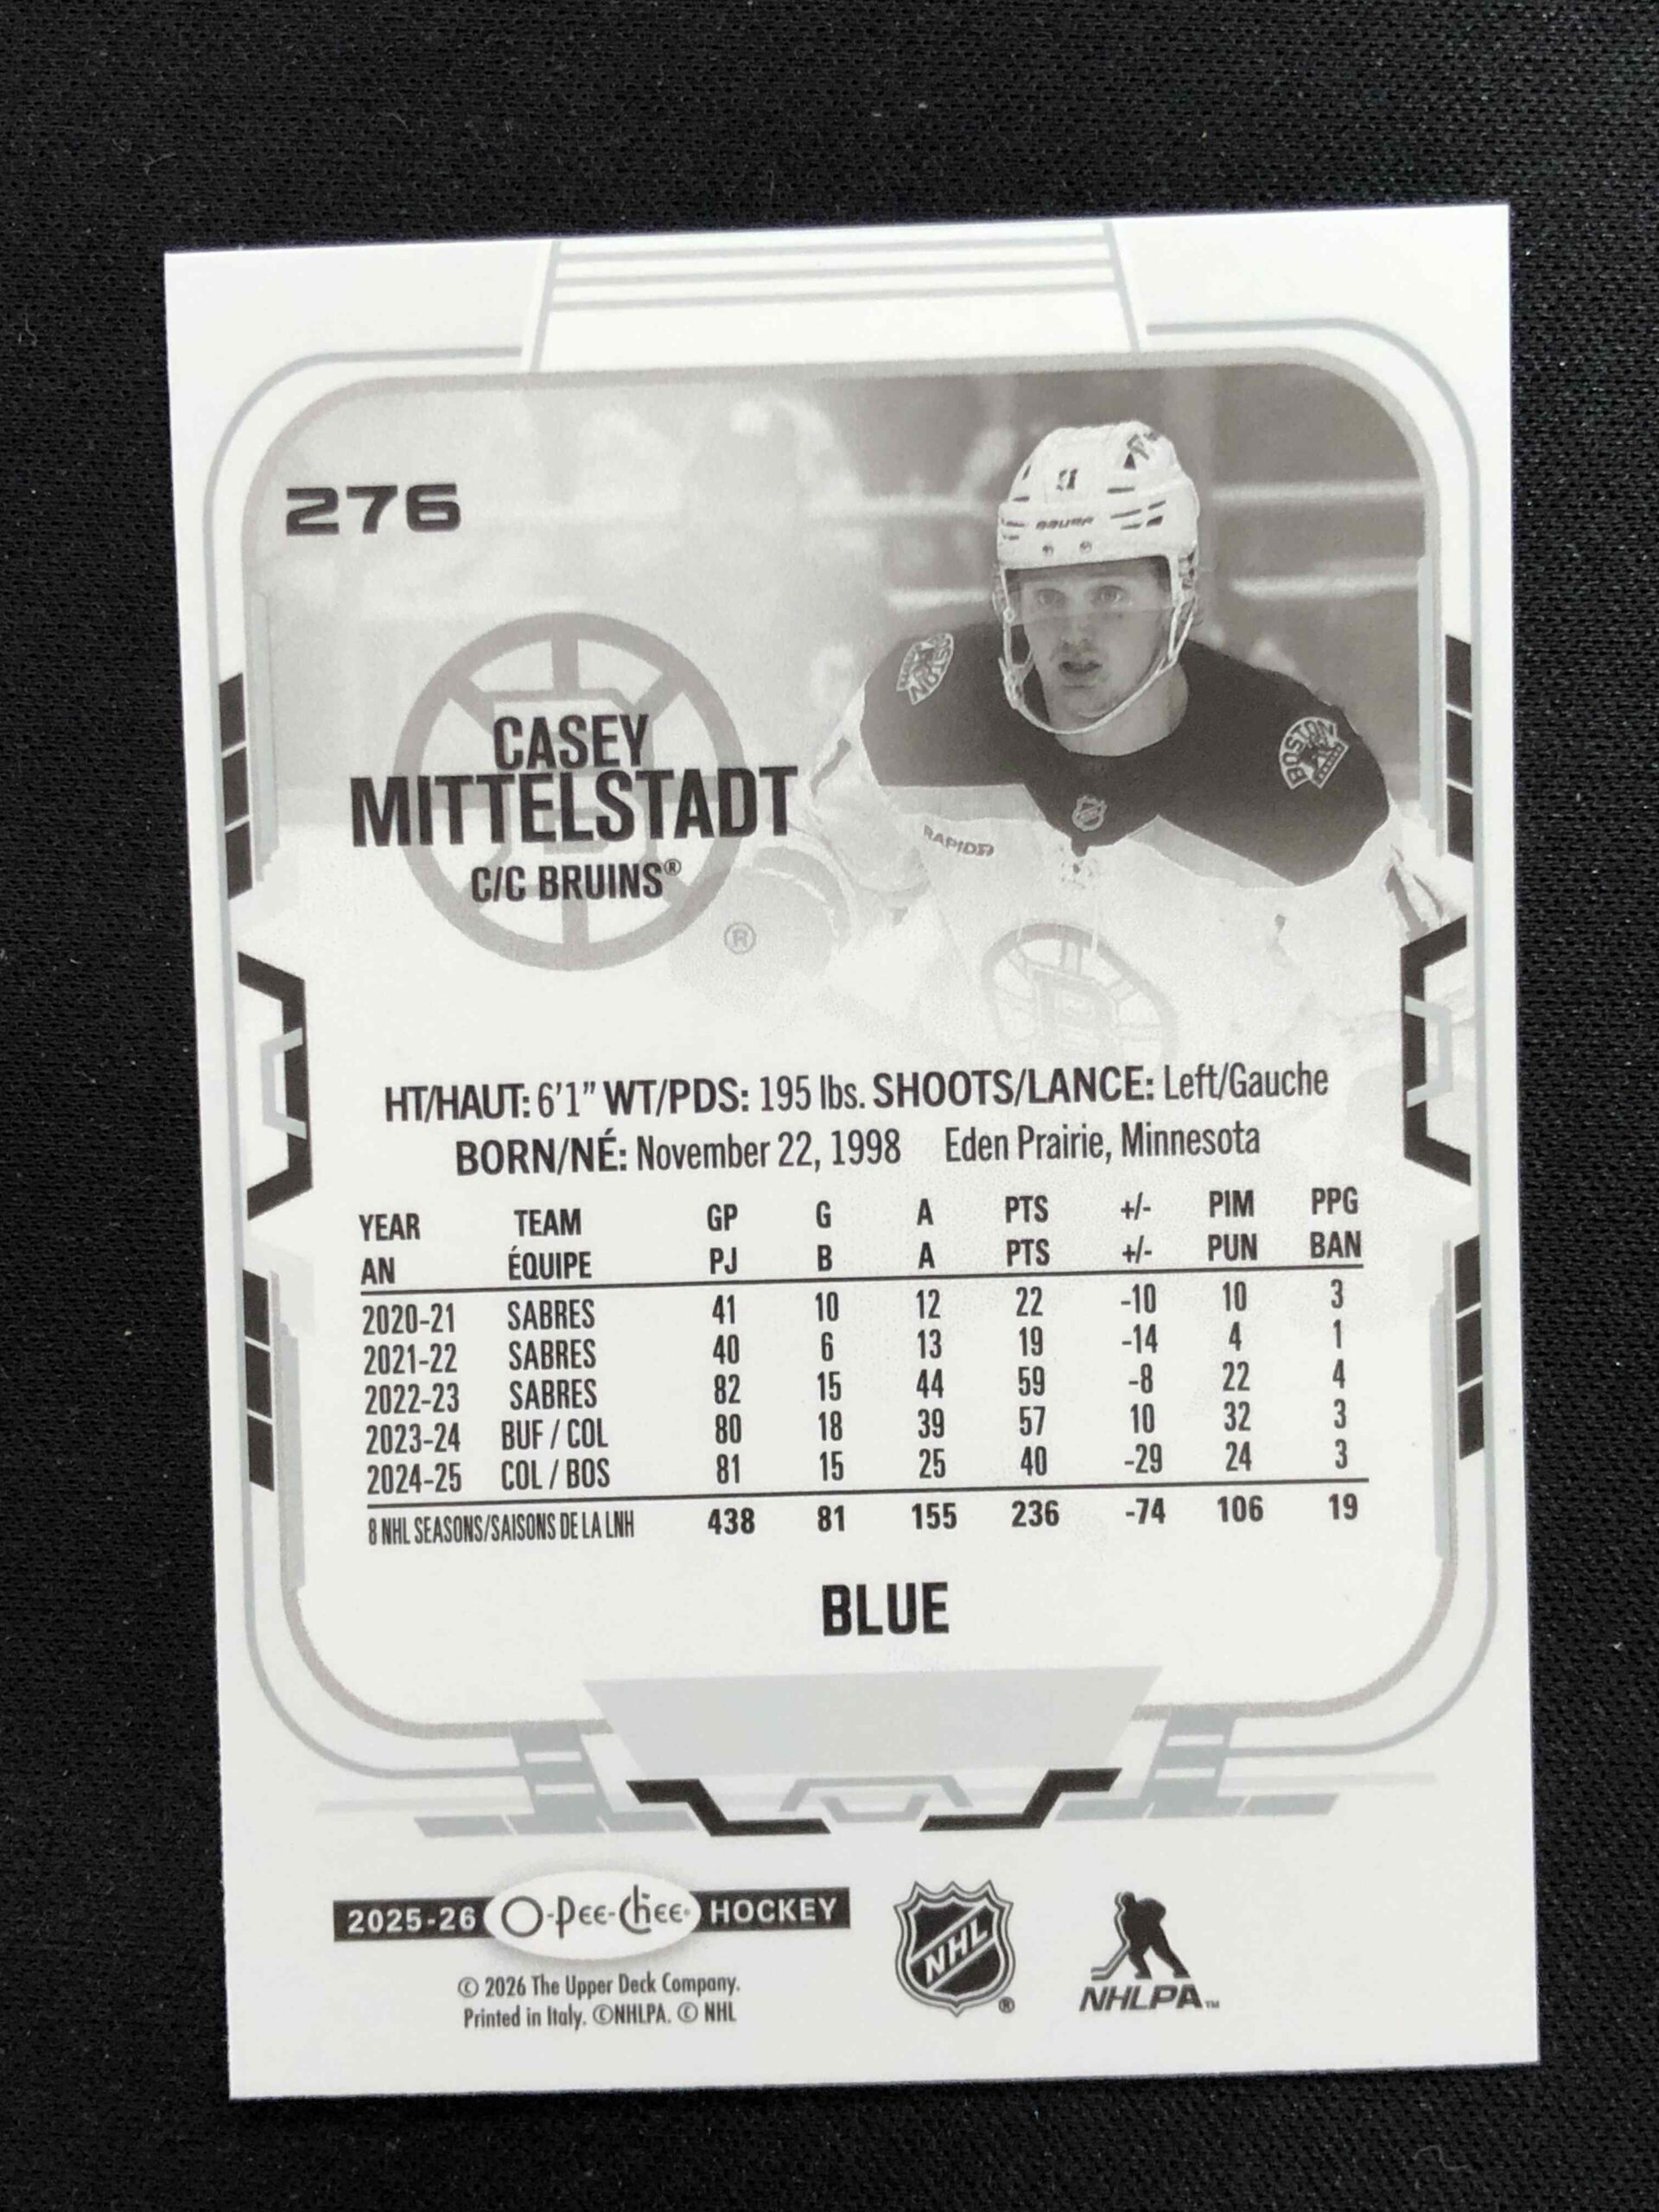 276
BAUER
BOSTON
BOSTON
RAPID7
CASEY
MITTELSTADT
C/C BRUINS®
®
HT/HAUT: 6'1" WT/PDS: 195 lbs. SHOOTS/LANCE: Left/Gauche
BORN/NÉ: November 22, 1998 Eden Prairie, Minnesota
YEAR TEAM GP G A PTS +/- PIM PPG
AN ÉQUIPE PJ B A PTS +/- PUN BAN
2020-21 SABRES 41 10 12 22 -10 10 3
2021-22 SABRES 40 6 13 19 -14 4 1
2022-23 SABRES 82 15 44 59 -8 22 4
2023-24 BUF / COL 80 18 39 57 10 32 3
2024-25 COL / BOS 81 15 25 40 -29 24 3
8 NHL SEASONS/SAISONS DE LA LNH 438 81 155 236 -74 106 19
BLUE
2025-26 O-Pee-Chee® HOCKEY
© 2026 The Upper Deck Company.
Printed in Italy. ©NHLPA. © NHL
NHL ®
NHLPA™